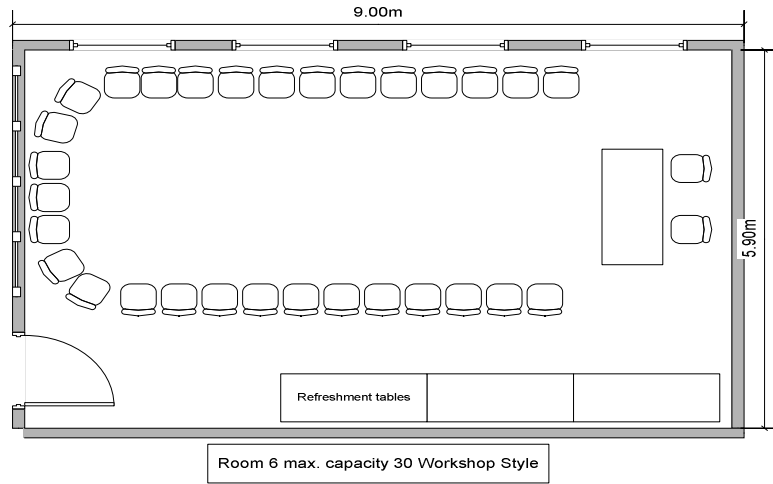 9.00m
5.90m
Refreshment tables
Room 6 max. capacity 30 Workshop Style